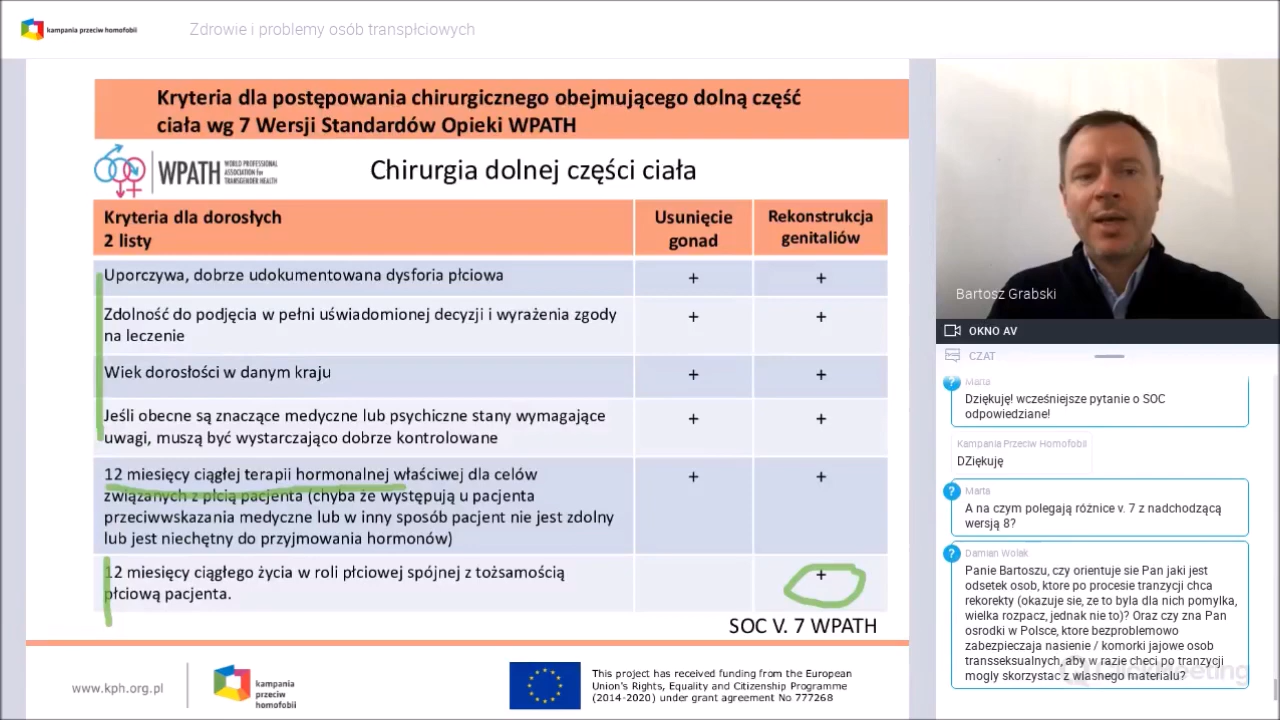 kampania przeciw homofobii
Zdrowie i problemy osób transpłciowych
Kryteria dla postępowania chirurgicznego obejmującego dolną część
ciała wg 7 Wersji Standardów Opieki WPATH
WPATH
WORLD PROFESSIONAL
ASSOCIATION for
TRANSGENDER HEALTH
Chirurgia dolnej części ciała
Kryteria dla dorosłych
2 listy
Usunięcie
gonad
Rekonstrukcja
genitaliów
Uporczywa, dobrze udokumentowana dysforia płciowa
+ +
Zdolność do podjęcia w pełni uświadomionej decyzji i wyrażenia zgody
na leczenie
+ +
Wiek dorosłości w danym kraju
+ +
Jeśli obecne są znaczące medyczne lub psychiczne stany wymagające
uwagi, muszą być wystarczająco dobrze kontrolowane
+ +
12 miesięcy ciągłej terapii hormonalnej właściwej dla celów
związanych z płcią pacjenta (chyba że występują u pacjenta
przeciwwskazania medyczne lub w inny sposób pacjent nie jest zdolny
lub jest niechętny do przyjmowania hormonów)
+ +
12 miesięcy ciągłego życia w roli płciowej spójnej z tożsamością
płciową pacjenta.
+
SOC V. 7 WPATH
www.kph.org.pl
kampania
przeciw
homofobii
This project has received funding from the European
Union's Rights, Equality and Citizenship Programme
(2014-2020) under grant agreement No 777268
Bartosz Grabski
OKNO AV
CZAT
? Marta
Dziękuję! wcześniejsze pytanie o SOC
odpowiedziane!
Kampania Przeciw Homofobii
DZiękuję
? Marta
A na czym polegają różnice v. 7 z nadchodzącą
wersją 8?
? Damian Wolak
Panie Bartoszu, czy orientuje sie Pan jaki jest
odsetek osob, ktore po procesie tranzycji chca
rekorekty (okazuje sie, ze to byla dla nich pomylka,
wielka rozpacz, jednak nie to)? Oraz czy zna Pan
osrodki w Polsce, ktore bezproblemowo
zabezpieczaja nasienie / komorki jajowe osob
transseksualnych, aby w razie checi po tranzycji
mogly skorzystac z wlasnego materialu?
ClickMeeting